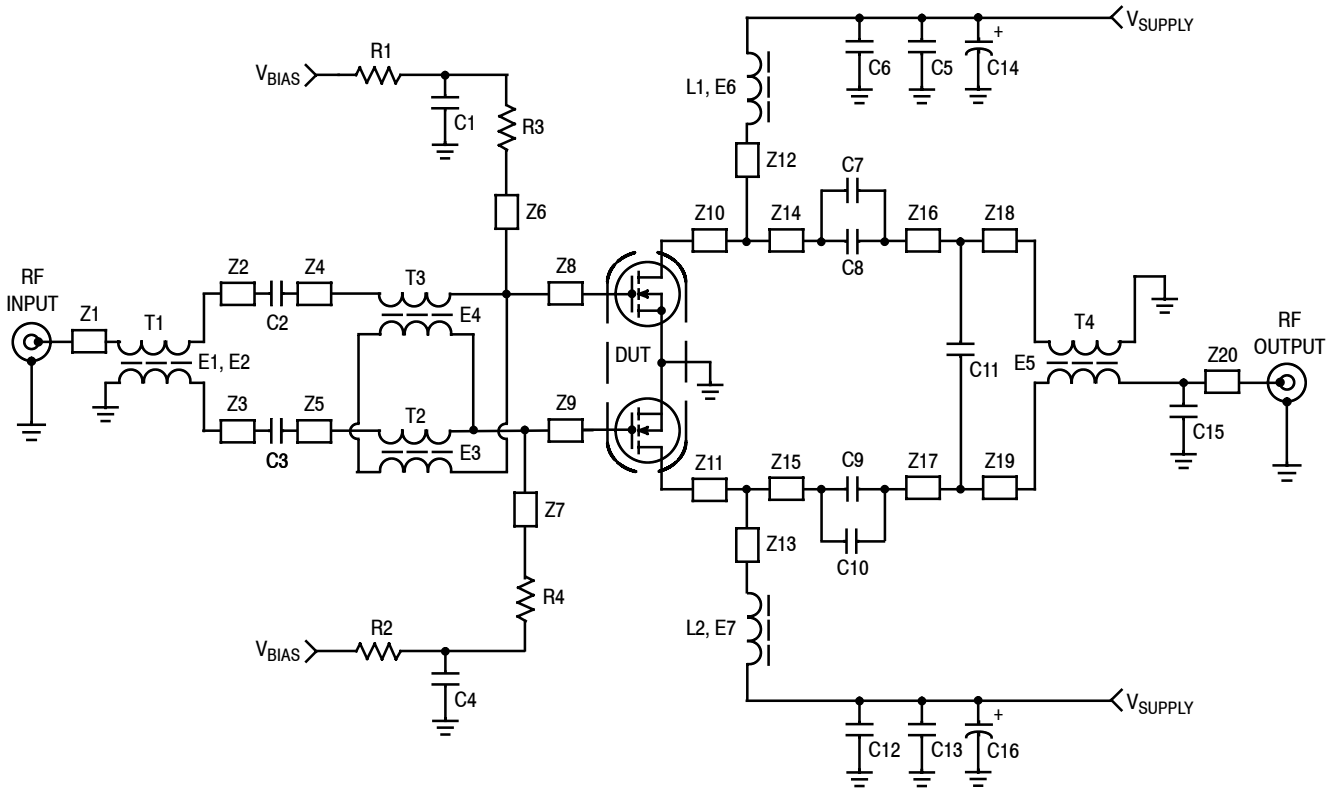 VSUPPLY
+
C6
C5
C14
R1
VBIAS
C1
R3
L1, E6
Z12
C7
Z6
Z10
Z14
Z16
Z18
C8
RF
INPUT
Z1
T1
Z2
Z4
C2
T3
E4
Z8
E1, E2
DUT
C11
E5
T4
RF
OUTPUT
Z20
C15
Z3
Z5
C3
T2
E3
Z9
Z11
Z15
C9
Z17
Z19
Z7
Z13
C10
R4
L2, E7
VBIAS
R2
C4
VSUPPLY
+
C12
C13
C16